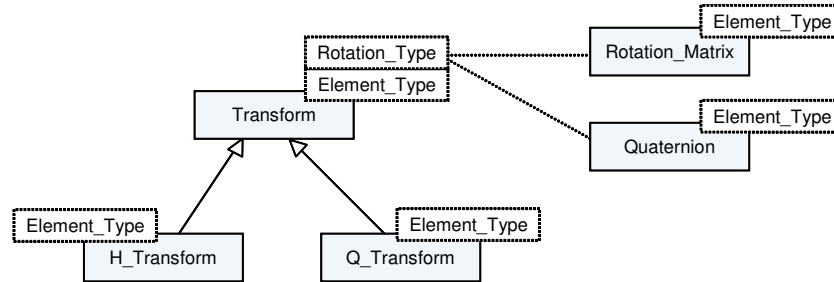 Element_Type
Rotation_Type
Rotation_Matrix
Element_Type
Transform
Element_Type
Quaternion
Element_Type
Element_Type
H_Transform
Q_Transform